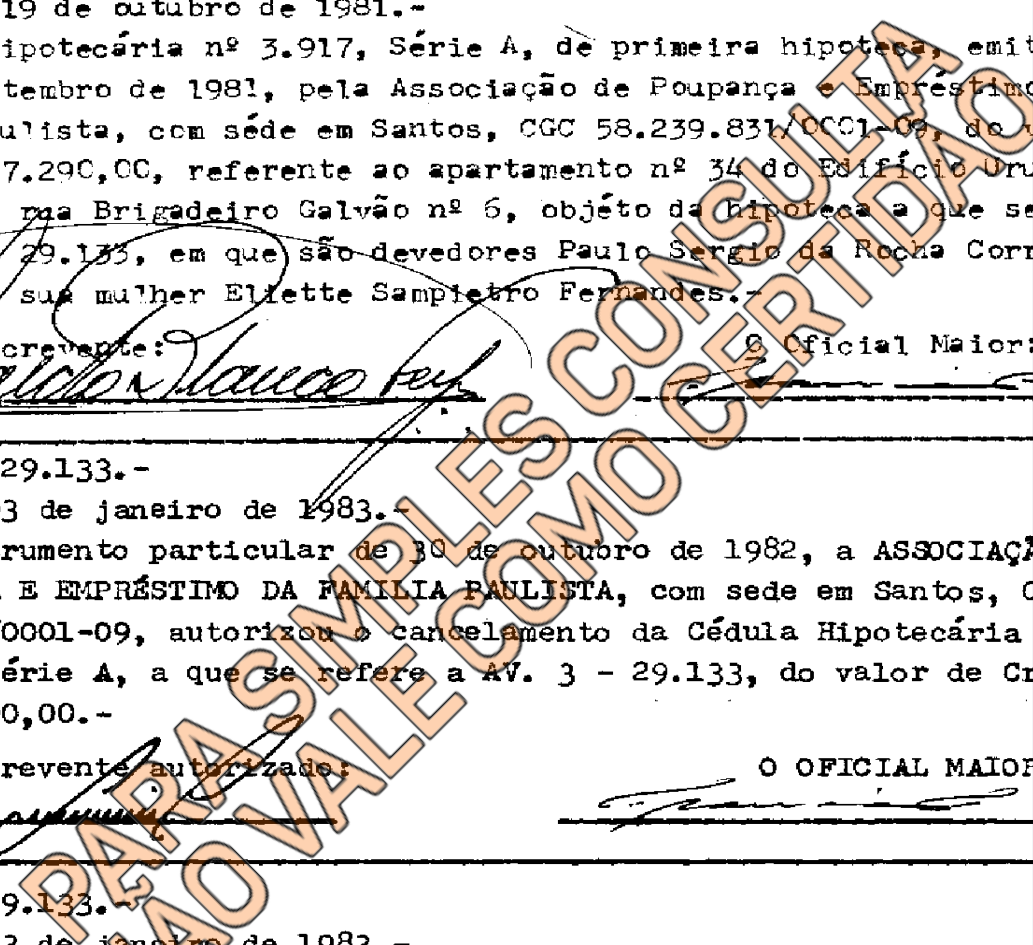 19 de outubro de 1981.-
ipotecária nº 3.917, Série A, de primeira hipoteca, emit
tembro de 1981, pela Associação de Poupança e Empréstimo
ulista, com séde em Santos, CGC 58.239.831/0001-09, do
7.290,00, referente ao apartamento nº 34 do Edifício Uru
rua Brigadeiro Galvão nº 6, objéto da hipoteca a que se
29.133, em que são devedores Paulo Sergio da Rocha Corr
sua mulher Eliette Sampietro Fernandes.-
crevente: O Oficial Maior:
29.133.-
3 de janeiro de 1983.-
rumento particular de 30 de outubro de 1982, a ASSOCIAÇÃ
E EMPRÉSTIMO DA FAMILIA PAULISTA, com sede em Santos, C
0001-09, autorizou o cancelamento da Cédula Hipotecária
érie A, a que se refere a AV. 3 - 29.133, do valor de Cr
0,00.-
revente autorizado: O OFICIAL MAIOR
9.133.-
3 de janeiro de 1983.-
PARA SIMPLES CONSULTA
NÃO VALE COMO CERTIDÃO